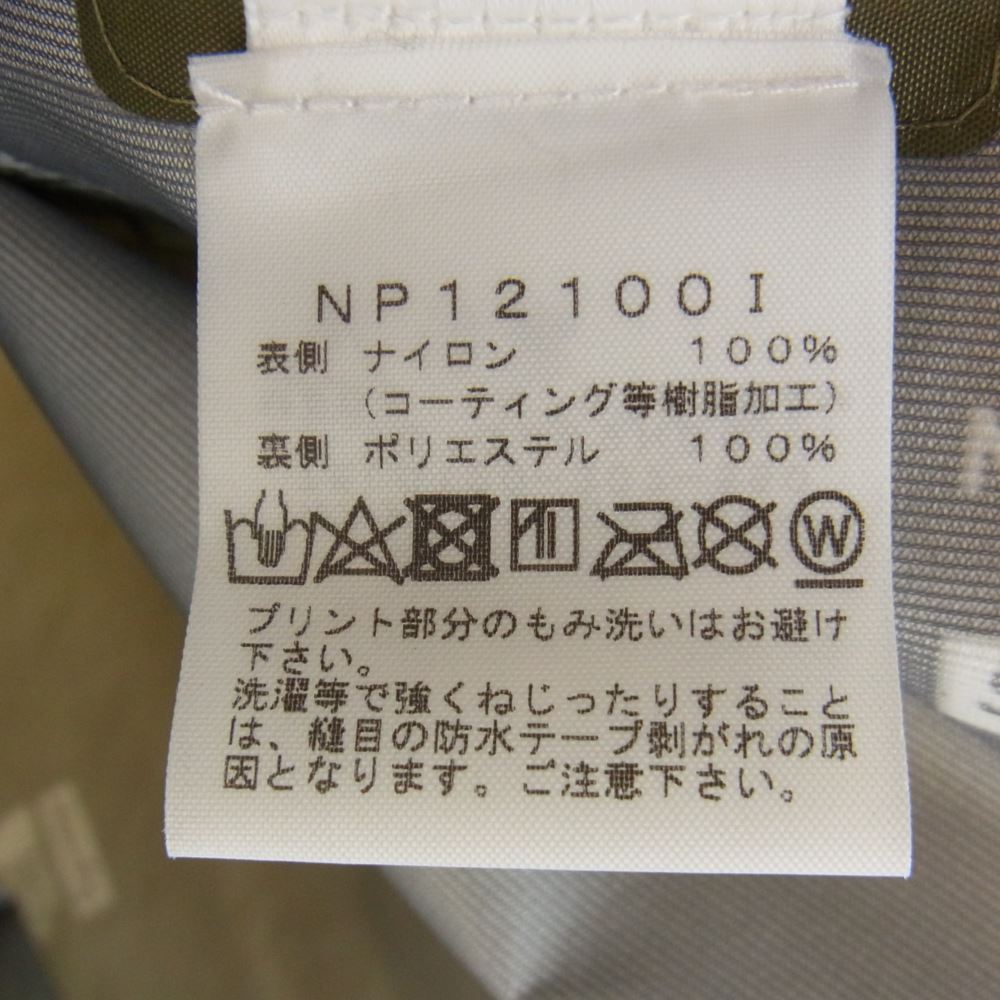 NP12100I
表側 ナイロン 100%
(コーティング等樹脂加工)
裏側 ポリエステル 100%
W
プリント部分のもみ洗いはお避け
下さい。
洗濯等で強くねじったりすること
は、縫目の防水テープ剥がれの原
因となります。ご注意下さい。